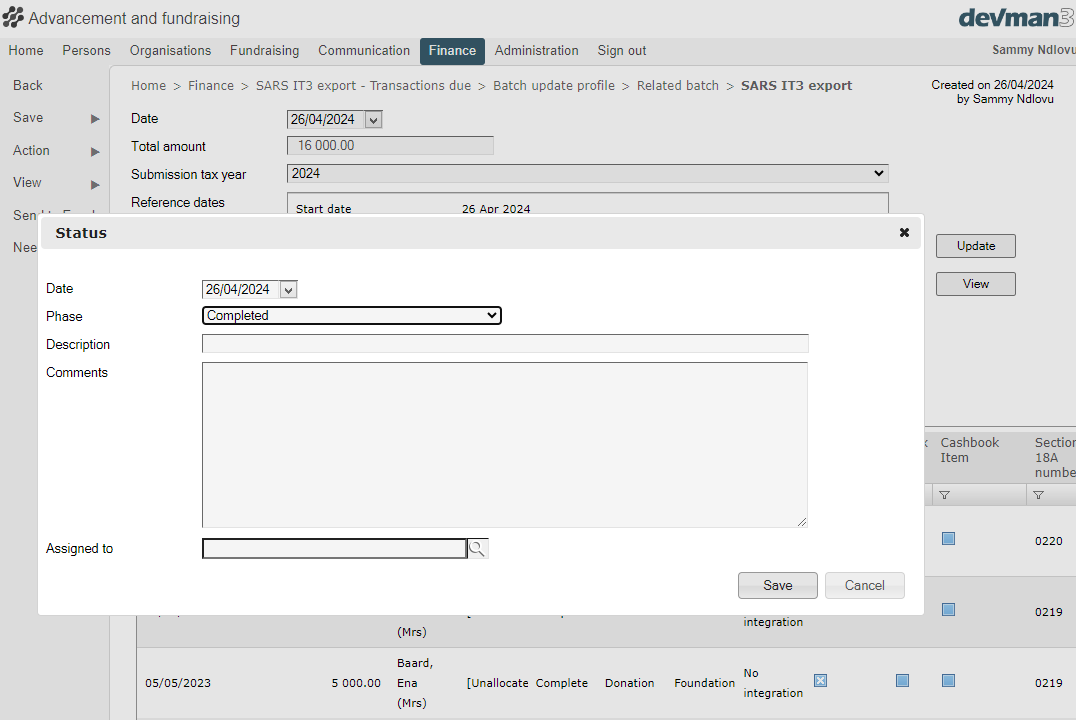 Advancement and fundraising
devman3
Home Persons Organisations Fundraising Communication Finance Administration Sign out Sammy Ndlovu
Back
Save
Action
View
Home > Finance > SARS IT3 export - Transactions due > Batch update profile > Related batch > SARS IT3 export
Created on 26/04/2024
by Sammy Ndlovu
Date 26/04/2024
Total amount 16 000.00
Submission tax year 2024
Reference dates
Start date 26 Apr 2024
Update
View
Status
Date 26/04/2024
Phase Completed
Description
Comments
Assigned to
Save Cancel
Cashbook
Item
Section
18A
numbe
0220
0219
(Mrs)
integration
05/05/2023 5 000.00 Baard,
Ena
(Mrs) [Unallocate Complete Donation Foundation No
integration 0219